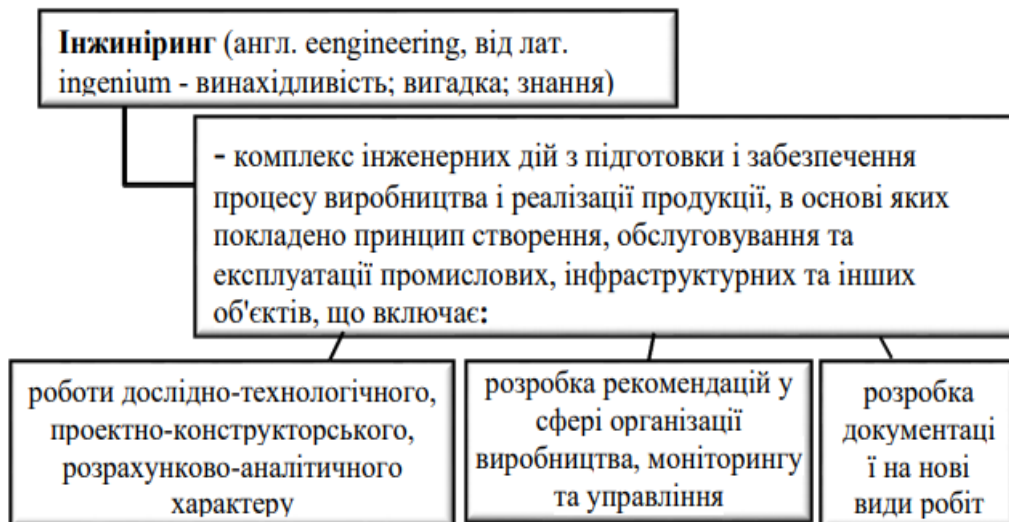 Інжиніринг (англ. eengineering, від лат.
ingenium - винахідливість; вигадка; знання)
- комплекс інженерних дій з підготовки і забезпечення
процесу виробництва і реалізації продукції, в основі яких
покладено принцип створення, обслуговування та
експлуатації промислових, інфраструктурних та інших
об'єктів, що включає:
роботи дослідно-технологічного,
проектно-конструкторського,
розрахунково-аналітичного
характеру
розробка рекомендацій у
сфері організації
виробництва, моніторингу
та управління
розробка
документаці
ї на нові
види робіт